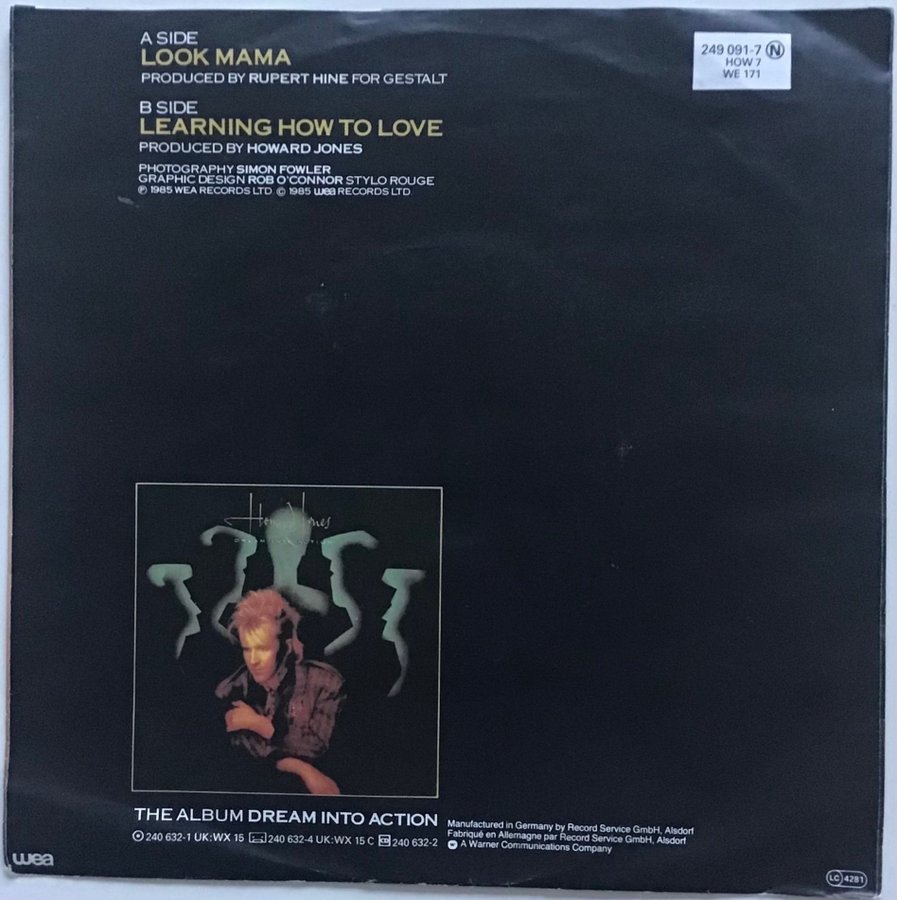 A SIDE
LOOK MAMA
PRODUCED BY RUPERT HINE FOR GESTALT
B SIDE
LEARNING HOW TO LOVE
PRODUCED BY HOWARD JONES
PHOTOGRAPHY SIMON FOWLER
GRAPHIC DESIGN ROB O'CONNOR STYLO ROUGE
℗ 1985 WEA RECORDS LTD © 1985 wea RECORDS LTD
249 091-7 Ⓝ
HOW 7
WE 171
Howard Jones
DREAM INTO ACTION
THE ALBUM DREAM INTO ACTION
240 632-1 UK:WX 15 240 632-4 UK:WX 15 C 240 632-2
Manufactured in Germany by Record Service GmbH, Alsdorf
Fabriqué en Allemagne par Record Service GmbH, Alsdorf
A Warner Communications Company
wea
LC 4281